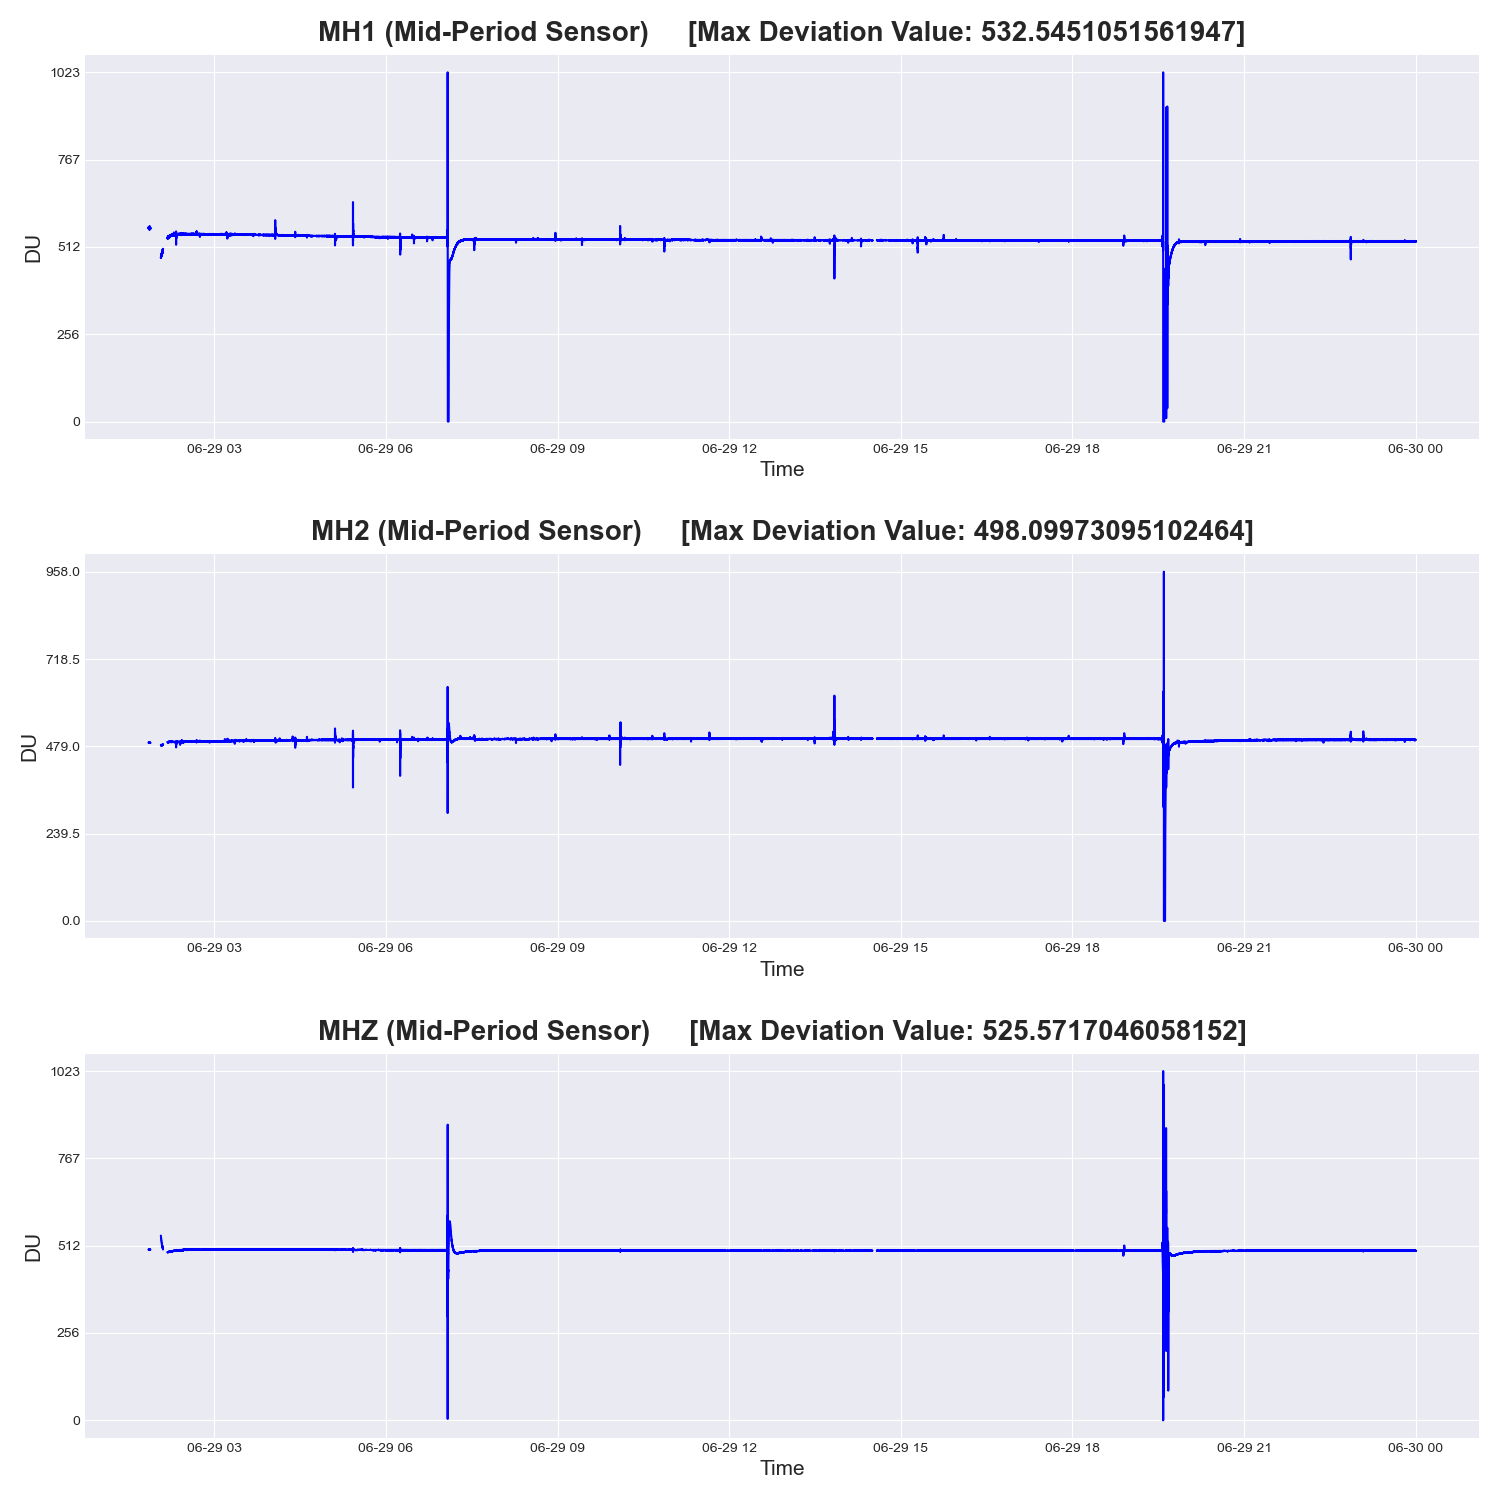 MH1 (Mid-Period Sensor) [Max Deviation Value: 532.5451051561947]
1023
767
512
256
0
DU
06-29 03 06-29 06 06-29 09 06-29 12 06-29 15 06-29 18 06-29 21 06-30 00
Time
MH2 (Mid-Period Sensor) [Max Deviation Value: 498.09973095102464]
958.0
718.5
479.0
239.5
0.0
DU
06-29 03 06-29 06 06-29 09 06-29 12 06-29 15 06-29 18 06-29 21 06-30 00
Time
MHZ (Mid-Period Sensor) [Max Deviation Value: 525.5717046058152]
1023
767
512
256
0
DU
06-29 03 06-29 06 06-29 09 06-29 12 06-29 15 06-29 18 06-29 21 06-30 00
Time